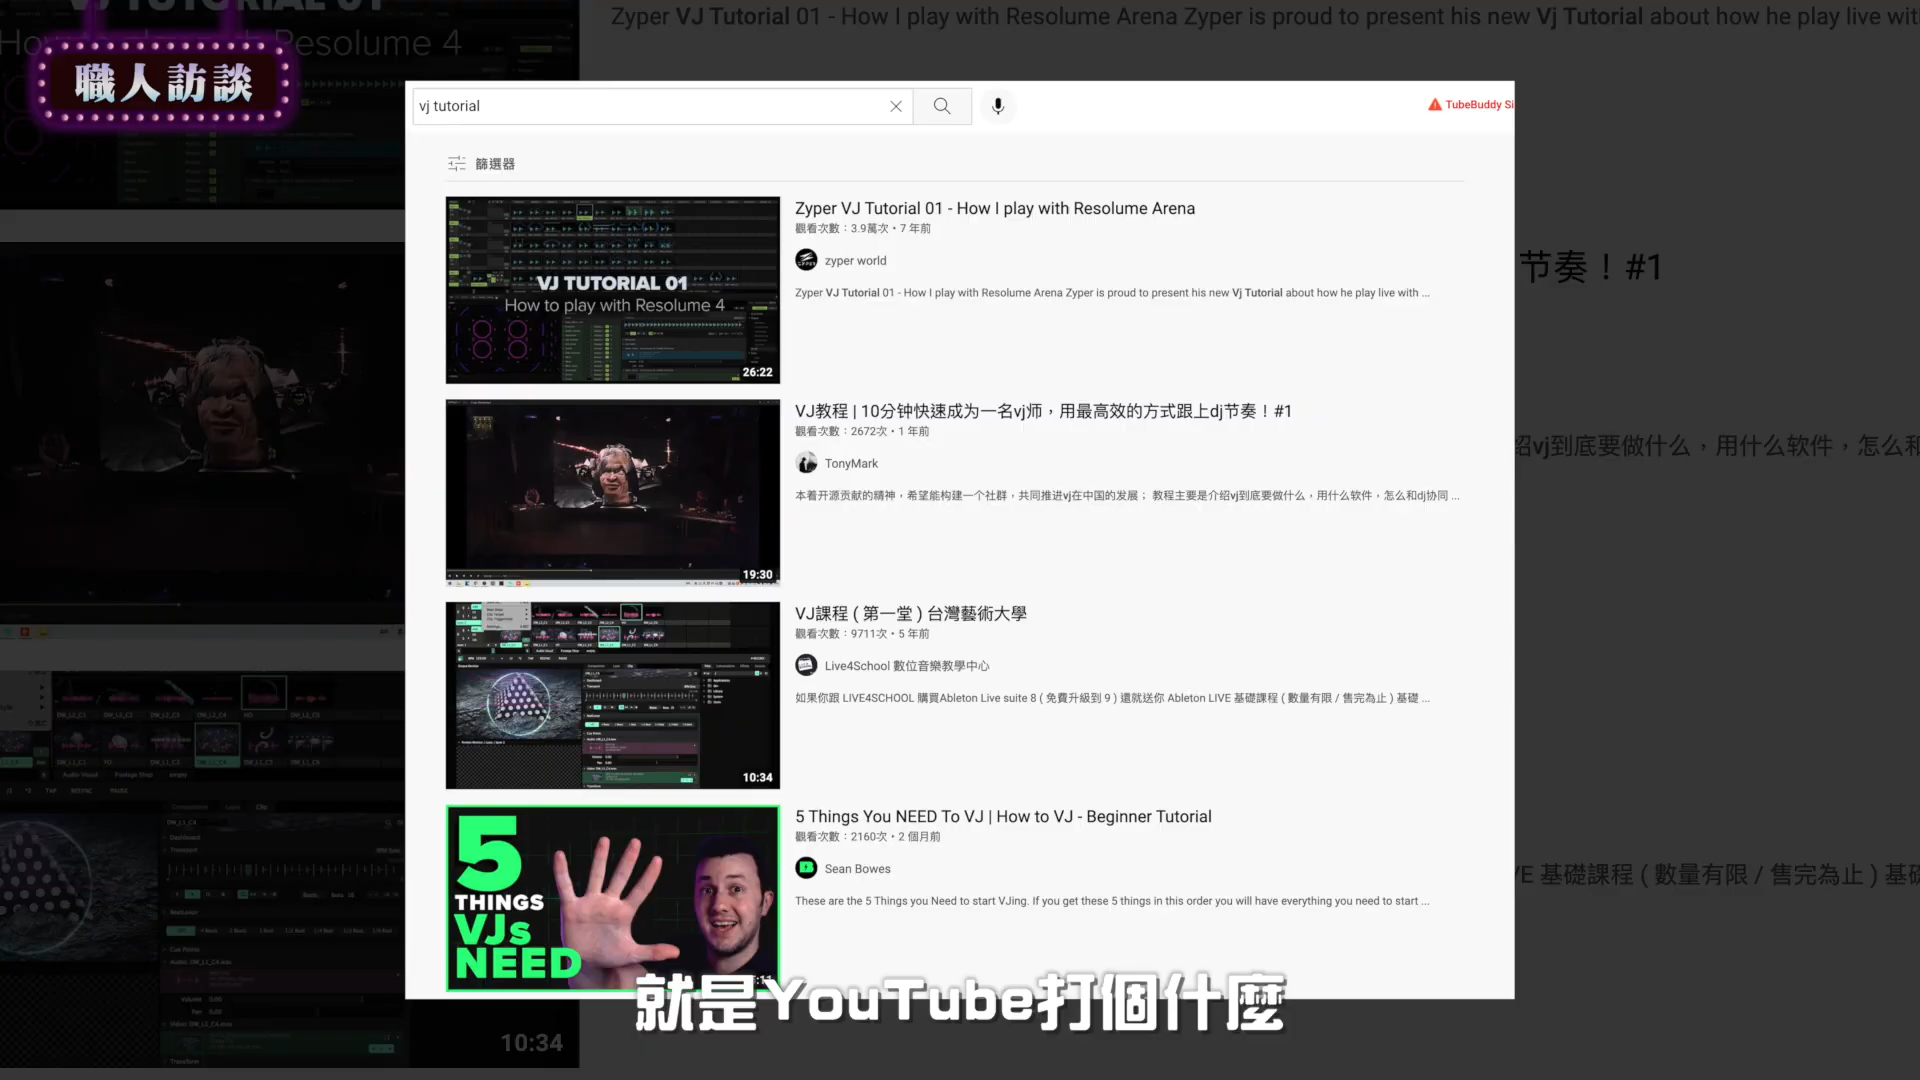 VJ TUTORIAL 01
Zyper VJ Tutorial 01 - How I play with Resolume Arena Zyper is proud to present his new Vj Tutorial about how he play live wit
職人訪談
vj tutorial
TubeBuddy Si
篩選器
VJ TUTORIAL 01
How to play with Resolume 4
26:22
Zyper VJ Tutorial 01 - How I play with Resolume Arena
觀看次數：3.9萬次・7 年前
zyper world
Zyper VJ Tutorial 01 - How I play with Resolume Arena Zyper is proud to present his new Vj Tutorial about how he play live with ...
节奏！#1
19:30
VJ教程 | 10分钟快速成为一名vj师，用最高效的方式跟上dj节奏！#1
觀看次數：2672次・1 年前
TonyMark
本着开源贡献的精神，希望能构建一个社群，共同推进vj在中国的发展； 教程主要是介绍vj到底要做什么，用什么软件，怎么和dj协同 ...
绍vj到底要做什么，用什么软件，怎么和
10:34
VJ課程 ( 第一堂 ) 台灣藝術大學
觀看次數：9711次・5 年前
Live4School 數位音樂教學中心
如果你跟 LIVE4SCHOOL 購買Ableton Live suite 8 ( 免費升級到 9 ) 還就送你 Ableton LIVE 基礎課程 ( 數量有限 / 售完為止 ) 基礎 ...
VE 基礎課程 ( 數量有限 / 售完為止 ) 基礎
5
THINGS
VJs
NEED
5 Things You NEED To VJ | How to VJ - Beginner Tutorial
觀看次數：2160次・2 個月前
Sean Bowes
These are the 5 Things you Need to start VJing. If you get these 5 things in this order you will have everything you need to start ...
10:34
就是YouTube打個什麼